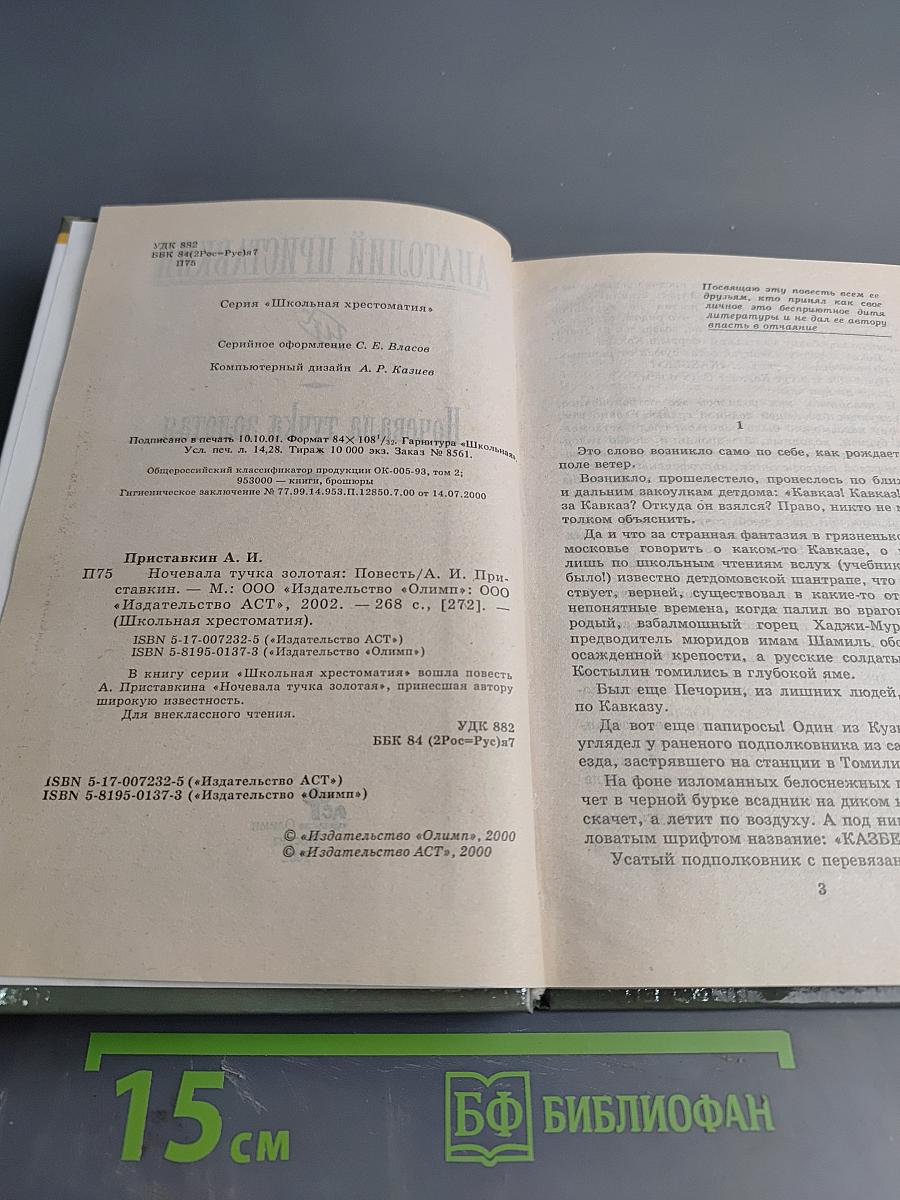 УДК 882
ББК 84(2Рос=Рус)я7
П75
Серия «Школьная хрестоматия»
Серийное оформление С. Е. Власов
Компьютерный дизайн А. Р. Казиев
Подписано в печать 10.10.01. Формат 84×108¹/₃₂. Гарнитура «Школьная»
Усл. печ. л. 14,28. Тираж 10 000 экз. Заказ № 8561.
Общероссийский классификатор продукции ОК-005-93, том 2;
953000 — книги, брошюры
Гигиеническое заключение № 77.99.14.953.П.12850.7.00 от 14.07.2000
Приставкин А. И.
П75 Ночевала тучка золотая: Повесть/А. И. При-
ставкин. — М.: ООО «Издательство «Олимп»: ООО
«Издательство АСТ», 2002. — 268 с., [272]. —
(Школьная хрестоматия).
ISBN 5-17-007232-5 («Издательство АСТ»)
ISBN 5-8195-0137-3 («Издательство «Олимп»)
В книгу серии «Школьная хрестоматия» вошла повесть
А. Приставкина «Ночевала тучка золотая», принесшая автору
широкую известность.
Для внеклассного чтения.
УДК 882
ББК 84 (2Рос=Рус)я7
ISBN 5-17-007232-5 («Издательство АСТ»)
ISBN 5-8195-0137-3 («Издательство «Олимп»)
© «Издательство «Олимп», 2000
© «Издательство АСТ», 2000
Посвящаю эту повесть всем ее
друзьям, кто принял как свое
личное это бесприютное дитя
литературы и не дал ее автору
впасть в отчаяние
1
Это слово возникло само по себе, как рождает
поле ветер.
Возникло, прошелестело, пронеслось по ближ
и дальним закоулкам детдома: «Кавказ! Кавказ!
за Кавказ? Откуда он взялся? Право, никто не м
толком объяснить.
Да и что за странная фантазия в грязненько
московье говорить о каком-то Кавказе, о
лишь по школьным чтениям вслух (учебник
было!) известно детдомовской шантрапе, что
ствует, верней, существовал в какие-то от
непонятные времена, когда палил во врагов
родый, взбалмошный горец Хаджи-Мур
предводитель мюридов имам Шамиль обо
осажденной крепости, а русские солдаты
Костылин томились в глубокой яме.
Был еще Печорин, из лишних людей,
по Кавказу.
Да вот еще папиросы! Один из Кузь
углядел у раненого подполковника из са
езда, застрявшего на станции в Томили
На фоне изломанных белоснежных г
чет в черной бурке всадник на диком к
скачет, а летит по воздуху. А под ни
ловатым шрифтом название: «КАЗБЕ
Усатый подполковник с перевязан
3
15 см
БФ БИБЛИОФАН